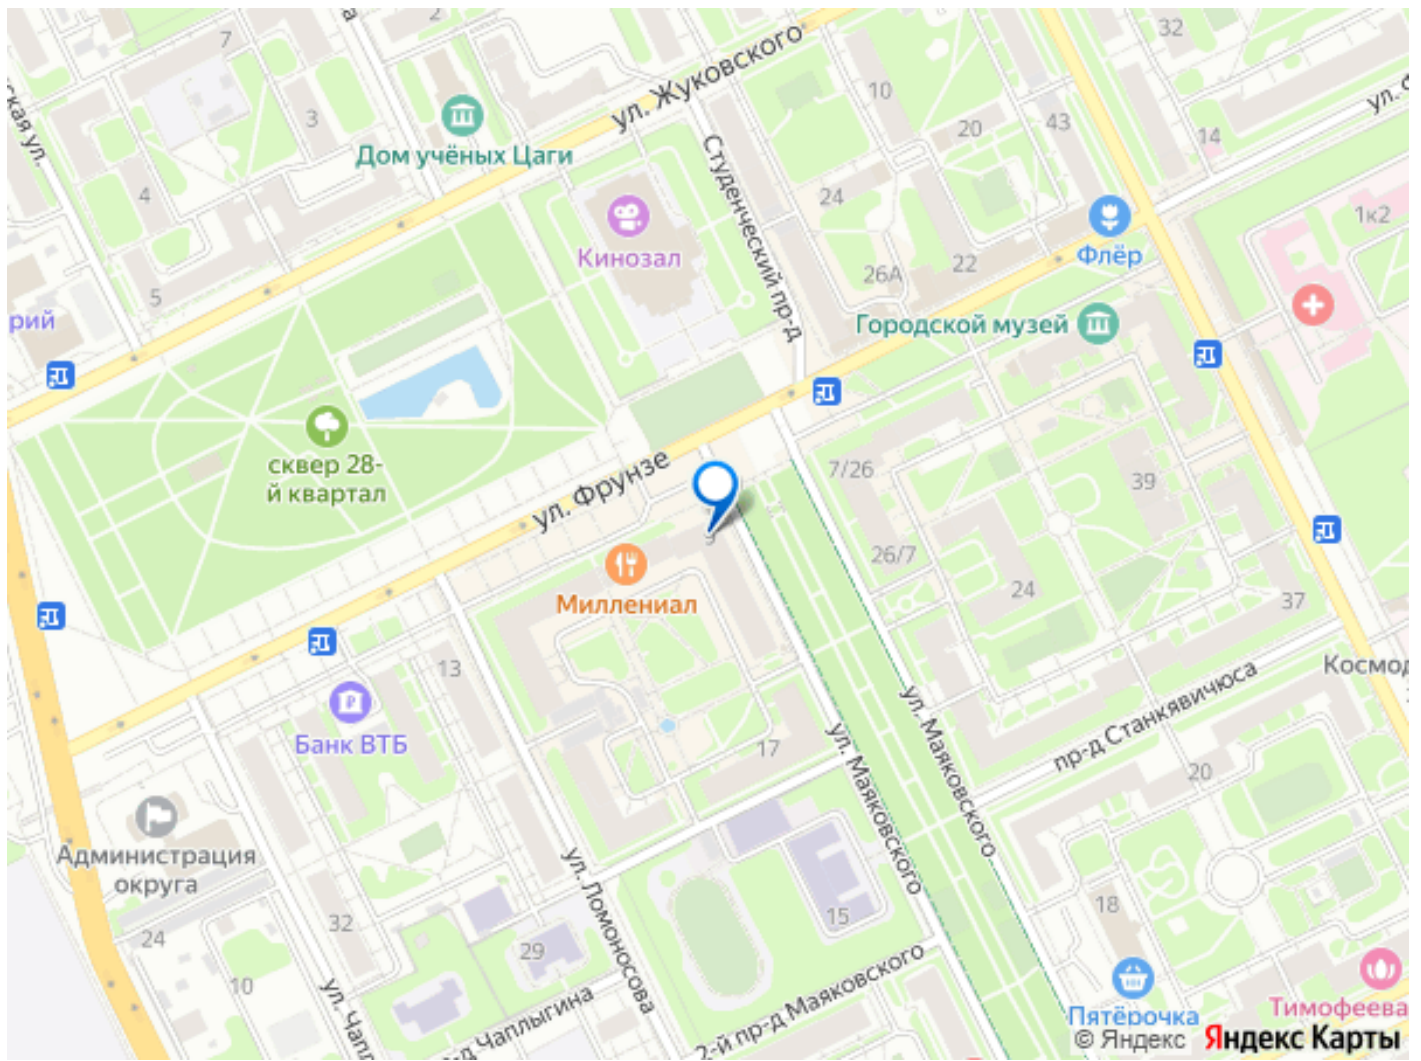 7
2
32
ул. Жуковского
10
20
43
14
3
Дом учёных Цаги
Студенческий пр-д
4
24
1к2
Кинозал
Флёр
26А
22
5
рий
Городской музей
сквер 28-
й квартал
ул. Фрунзе
7/26
39
9
26/7
Миллениал
24
37
13
Космод
Банк ВТБ
17
ул. Маяковского
ул. Маяковского
пр-д Станкявичюса
20
Администрация
округа
ул. Ломоносова
15
18
32
24
29
10
2-й пр-д Маяковского
Пятёрочка
Тимофеева
© Яндекс Яндекс Карты